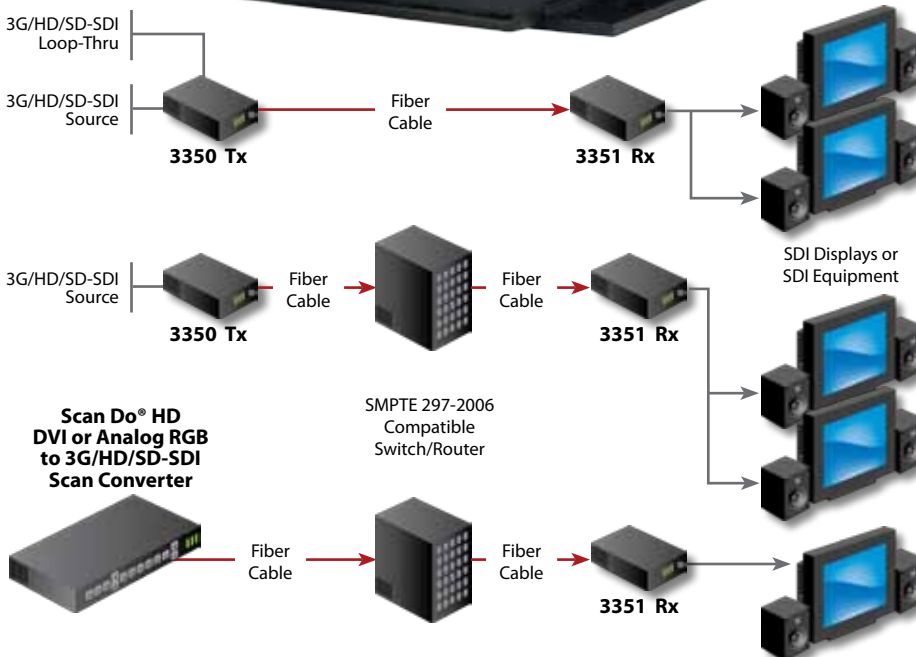 3G/HD/SD-SDI
Loop-Thru
3G/HD/SD-SDI
Source
Fiber
Cable
3350 Tx
3351 Rx
SDI Displays or
SDI Equipment
3G/HD/SD-SDI
Source
Fiber
Cable
Fiber
Cable
3350 Tx
3351 Rx
Scan Do® HD
DVI or Analog RGB
to 3G/HD/SD-SDI
Scan Converter
SMPTE 297-2006
Compatible
Switch/Router
Fiber
Cable
Fiber
Cable
3351 Rx